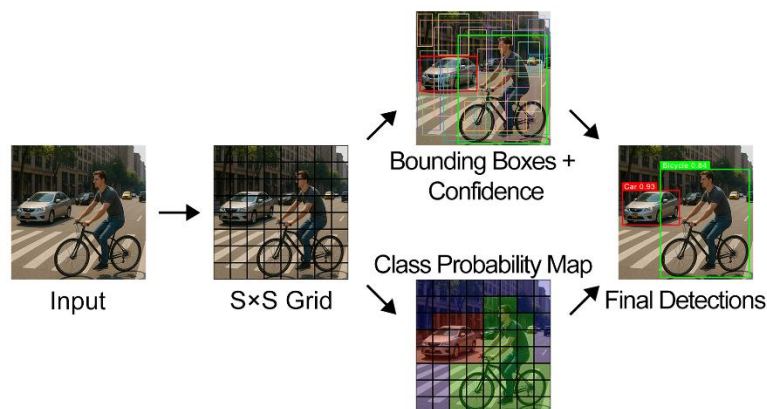 Input
S×S Grid
Bounding Boxes +
Confidence
Class Probability Map
Bicycle 0.84
Car 0.93
Final Detections